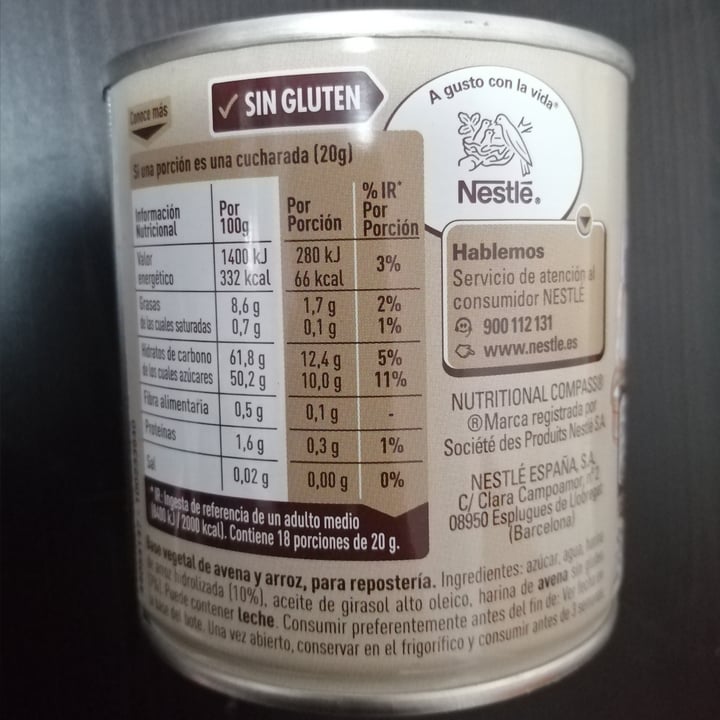 Conoce más
SIN GLUTEN
A gusto con la vida®
Nestlé®
Si una porción es una cucharada (20g)
Información Nutricional Por 100g Por Porción % IR* Por Porción
Valor energético 1400 kJ 332 kcal 280 kJ 66 kcal 3%
Grasas 8,6 g 1,7 g 2%
de las cuales saturadas 0,7 g 0,1 g 1%
Hidratos de carbono 61,8 g 12,4 g 5%
de los cuales azúcares 50,2 g 10,0 g 11%
Fibra alimentaria 0,5 g 0,1 g -
Proteínas 1,6 g 0,3 g 1%
Sal 0,02 g 0,00 g 0%
* IR: Ingesta de referencia de un adulto medio
(8400 kJ / 2000 kcal). Contiene 18 porciones de 20 g.
Hablemos
Servicio de atención al
consumidor NESTLÉ
900 112 131
www.nestle.es
NUTRITIONAL COMPASS®
®Marca registrada por
Société des Produits Nestlé S.A.
NESTLÉ ESPAÑA, S.A.
C/ Clara Campoamor, nº2
08950 Esplugues de Llobregat
(Barcelona)
Base vegetal de avena y arroz, para repostería. Ingredientes: azúcar, agua, harina
de arroz hidrolizada (10%), aceite de girasol alto oleico, harina de avena sin gluten
Puede contener leche. Consumir preferentemente antes del fin de: Ver fecha en
la base del bote. Una vez abierto, conservar en el frigorífico y consumir antes de 3